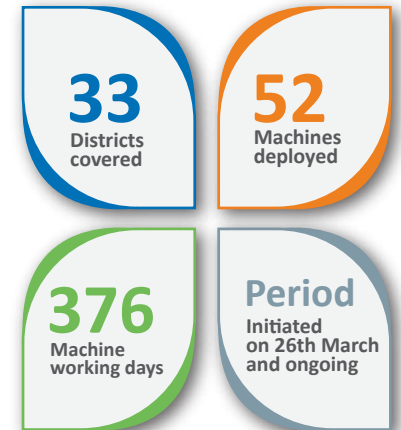 33
Districts
covered
52
Machines
deployed
376
Machine
working days
Period
Initiated
on 26th March
and ongoing